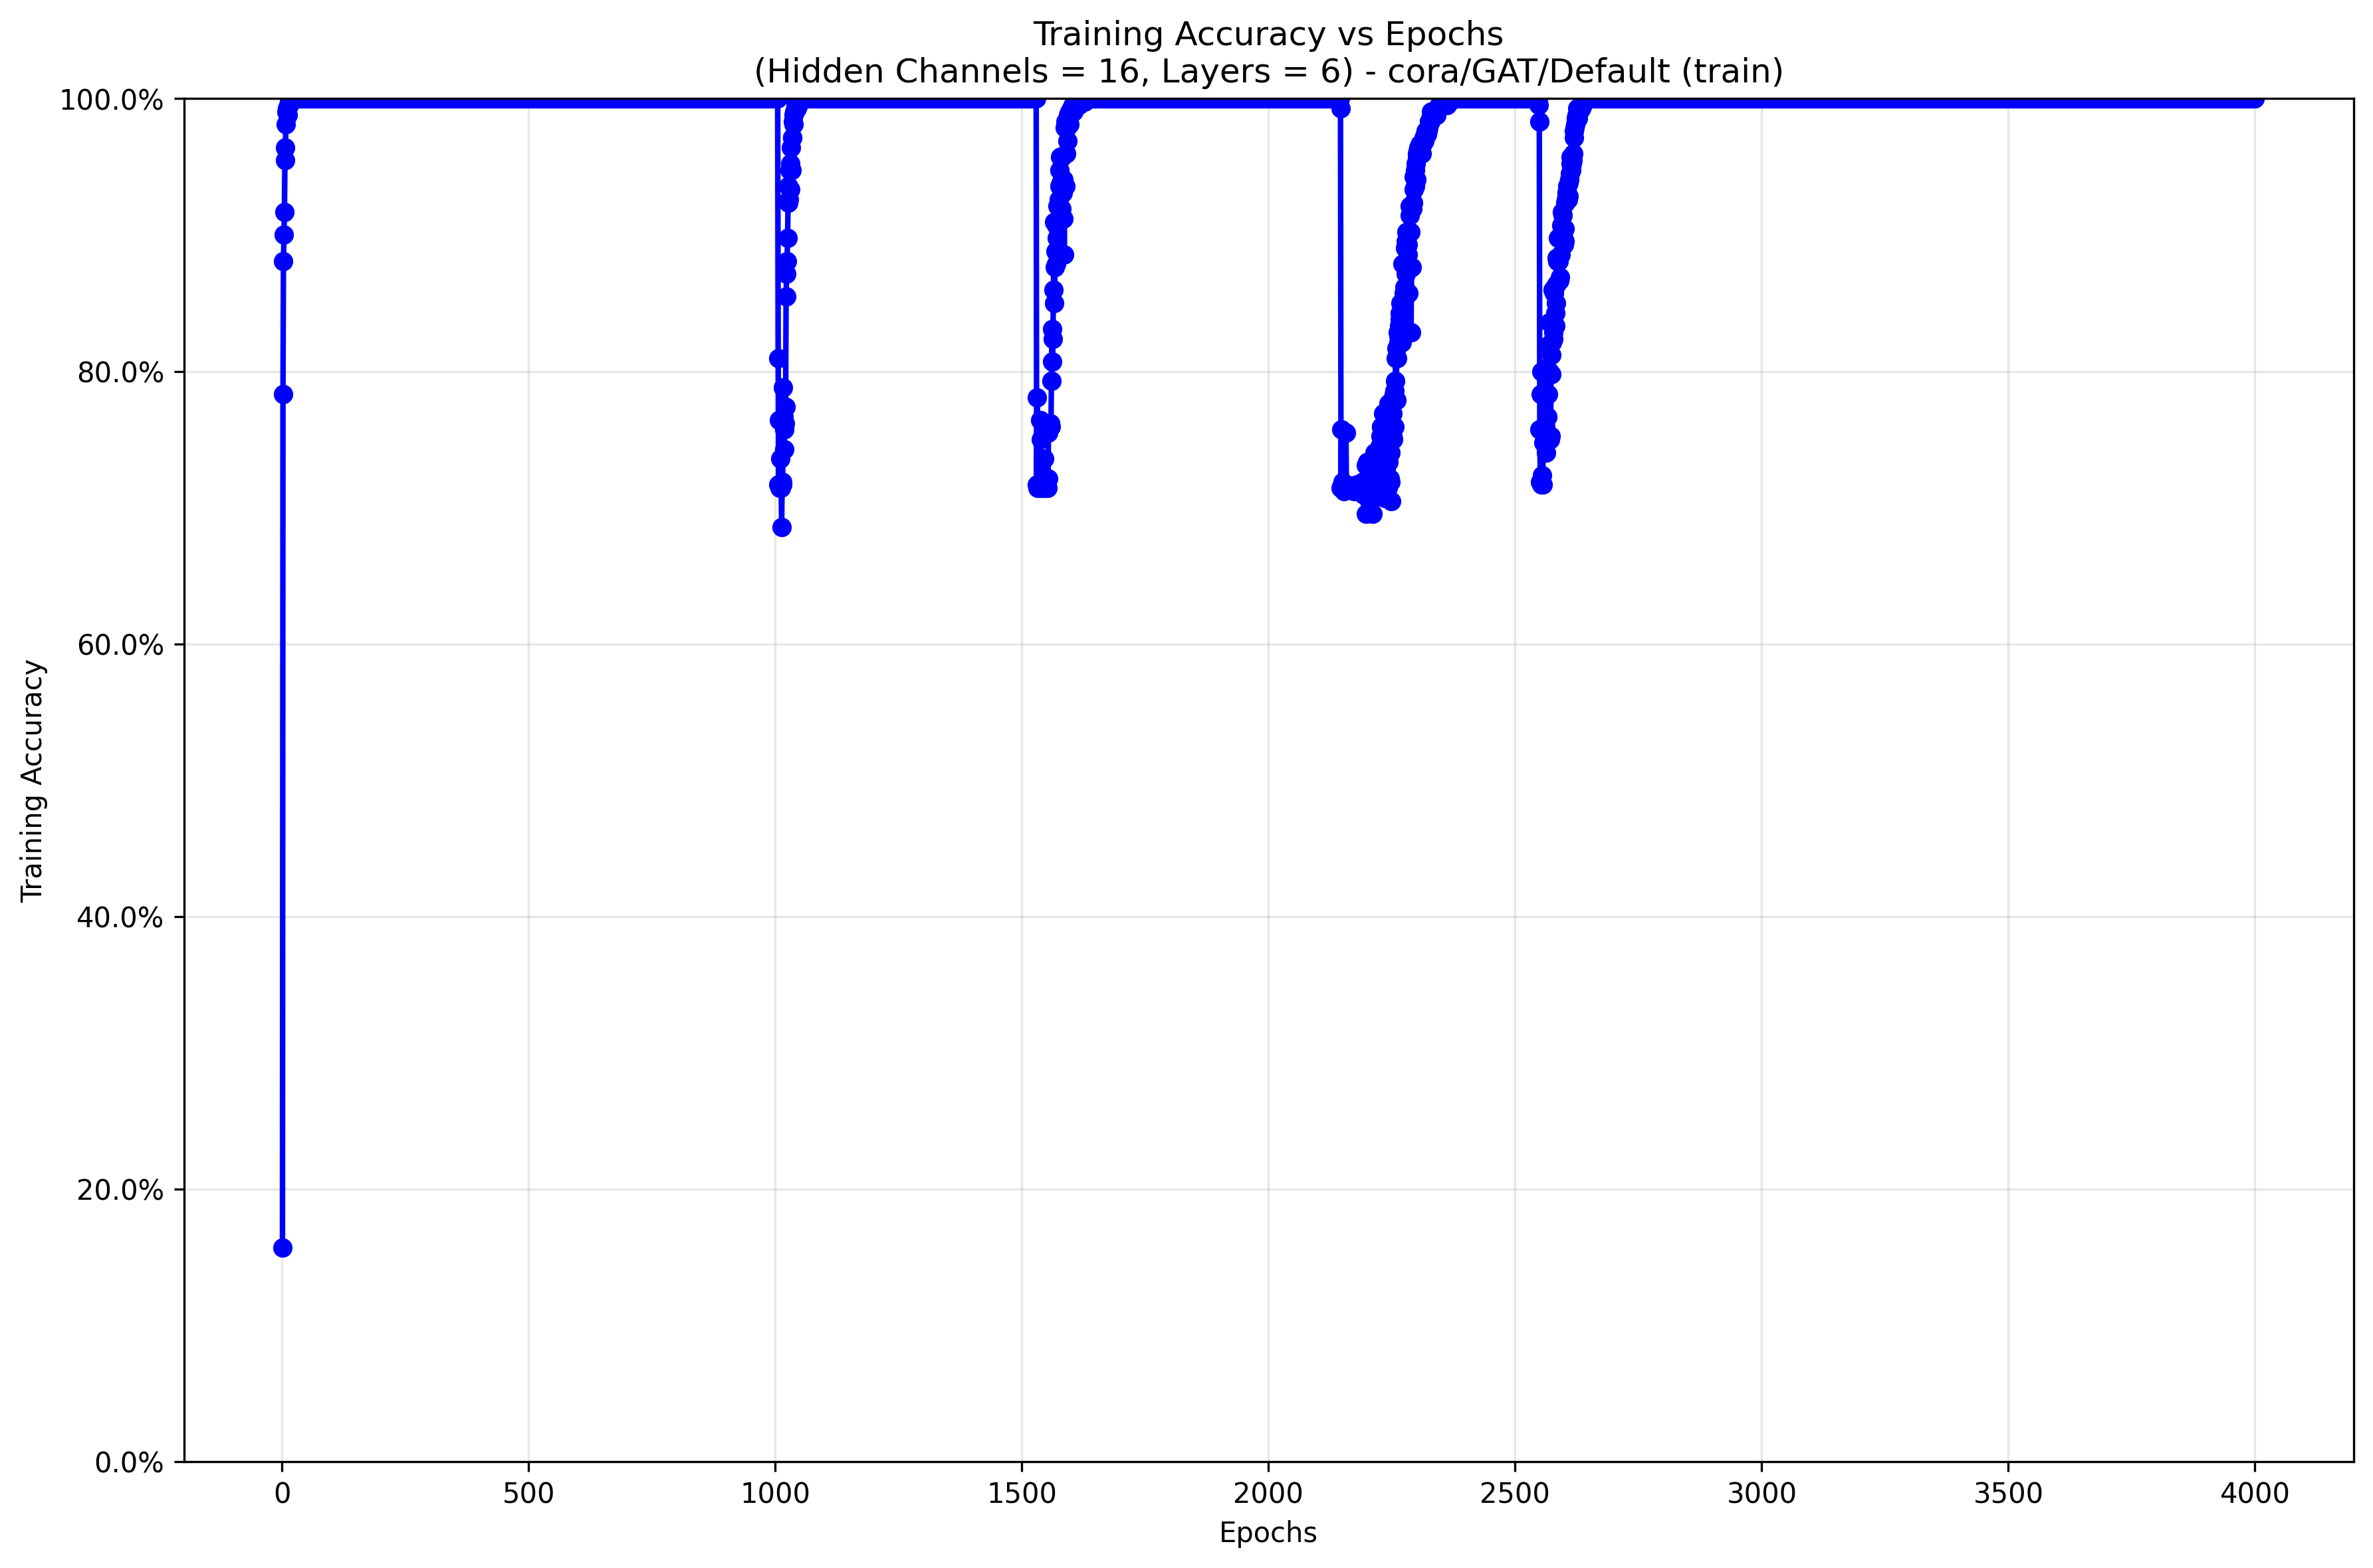 Training Accuracy vs Epochs
(Hidden Channels = 16, Layers = 6) - cora/GAT/Default (train)
Training Accuracy
100.0%
80.0%
60.0%
40.0%
20.0%
0.0%
0 500 1000 1500 2000 2500 3000 3500 4000
Epochs